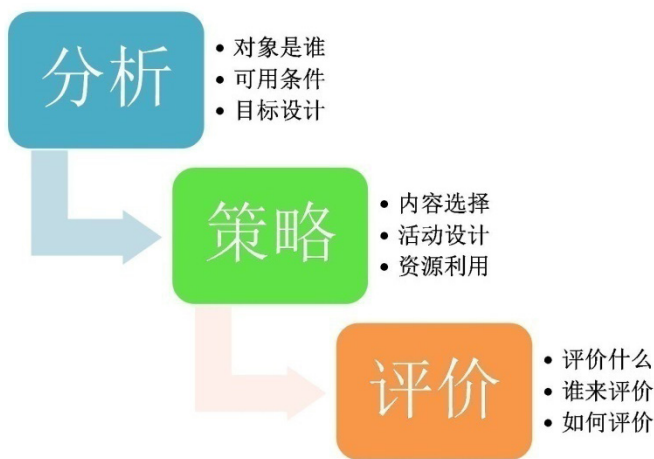 分析
• 对象是谁
• 可用条件
• 目标设计
策略
• 内容选择
• 活动设计
• 资源利用
评价
• 评价什么
• 谁来评价
• 如何评价